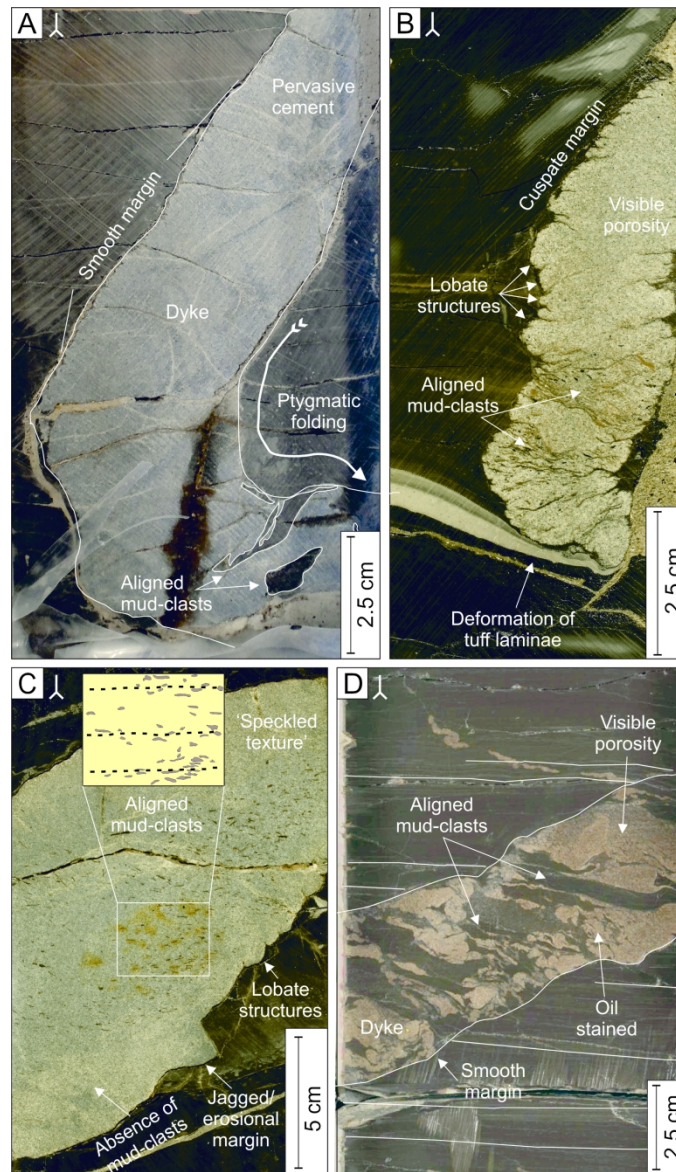 A
Pervasive
cement
Smooth margin
Dyke
Ptygmatic
folding
Aligned
mud-clasts
2.5 cm
B
Cuspate margin
Visible
porosity
Lobate
structures
Aligned
mud-clasts
Deformation of
tuff laminae
2.5 cm
C
'Speckled
texture'
Aligned
mud-clasts
Lobate
structures
Jagged/
erosional
margin
Absence of
mud-clasts
5 cm
D
Visible
porosity
Aligned
mud-clasts
Oil
stained
Dyke
Smooth
margin
2.5 cm